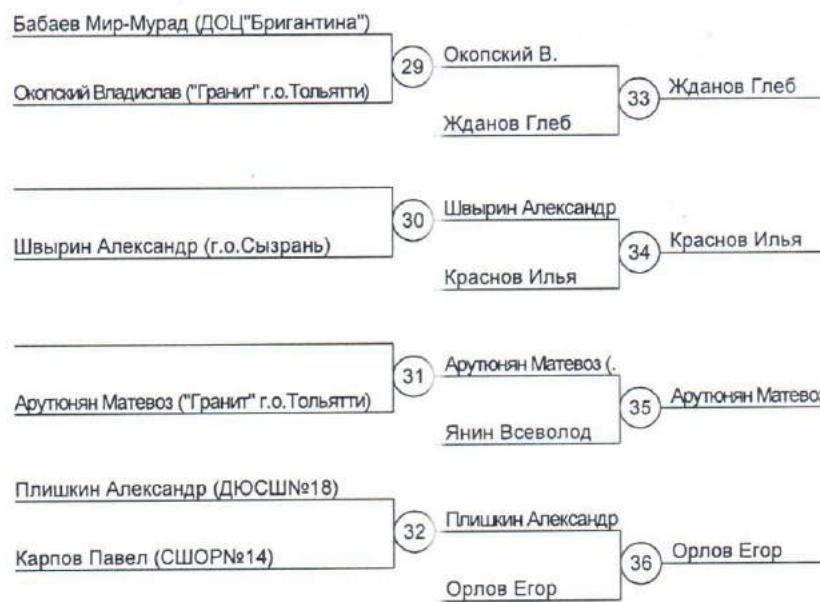 Бабаев Мир-Мурад (ДОЦ"Бригантина")
29
Окопский В.
Окопский Владислав ("Гранит" г.о.Тольятти)
33
Жданов Глеб
Жданов Глеб
30
Швырин Александр
Швырин Александр (г.о.Сызрань)
34
Краснов Илья
Краснов Илья
31
Арутюнян Матевоз (.
Арутюнян Матевоз ("Гранит" г.о.Тольятти)
35
Арутюнян Матевоз
Янин Всеволод
Плишкин Александр (ДЮСШ№18)
32
Плишкин Александр
Карпов Павел (СШОР№14)
36
Орлов Егор
Орлов Егор